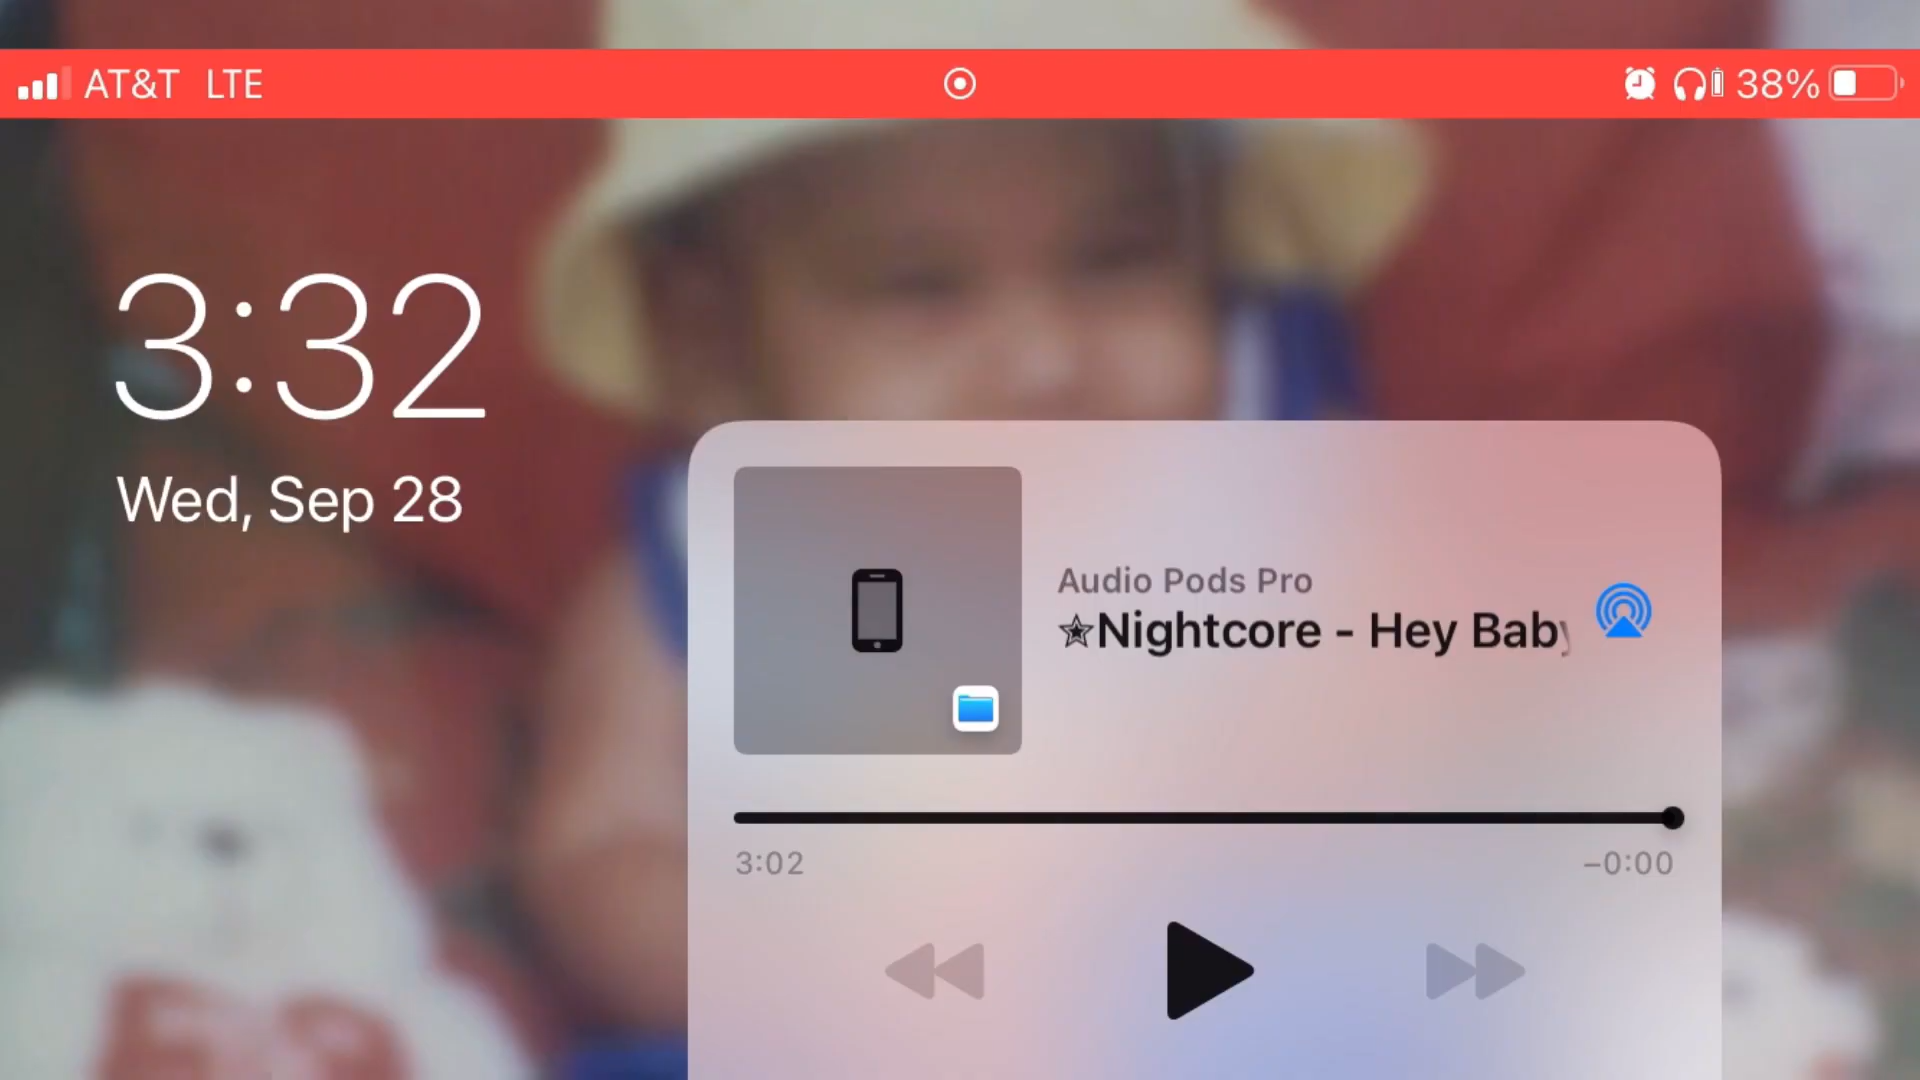 AT&T LTE
38%
3:32
Wed, Sep 28
Audio Pods Pro
☆Nightcore - Hey Baby
3:02
–0:00